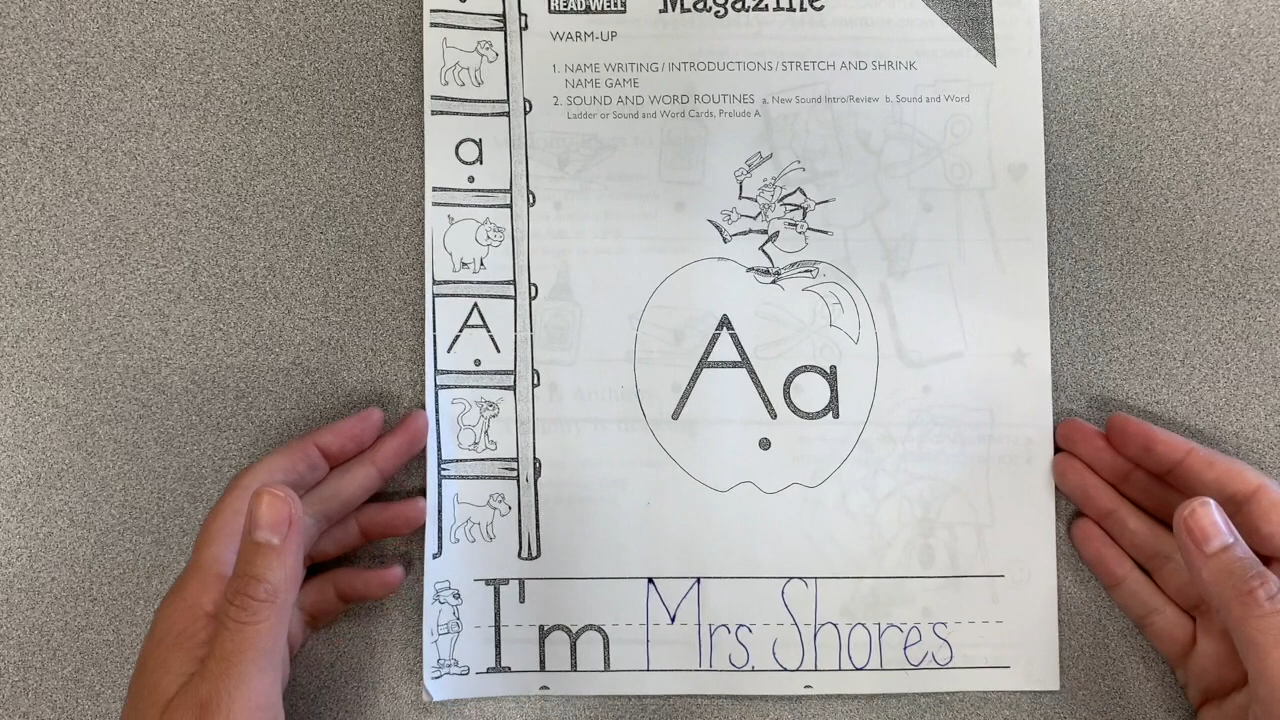 READ WELL
Magazine
WARM-UP
1. NAME WRITING / INTRODUCTIONS / STRETCH AND SHRINK
NAME GAME
2. SOUND AND WORD ROUTINES a. New Sound Intro/Review b. Sound and Word
Ladder or Sound and Word Cards, Prelude A
a
A
Aa
I'm Mrs. Shores